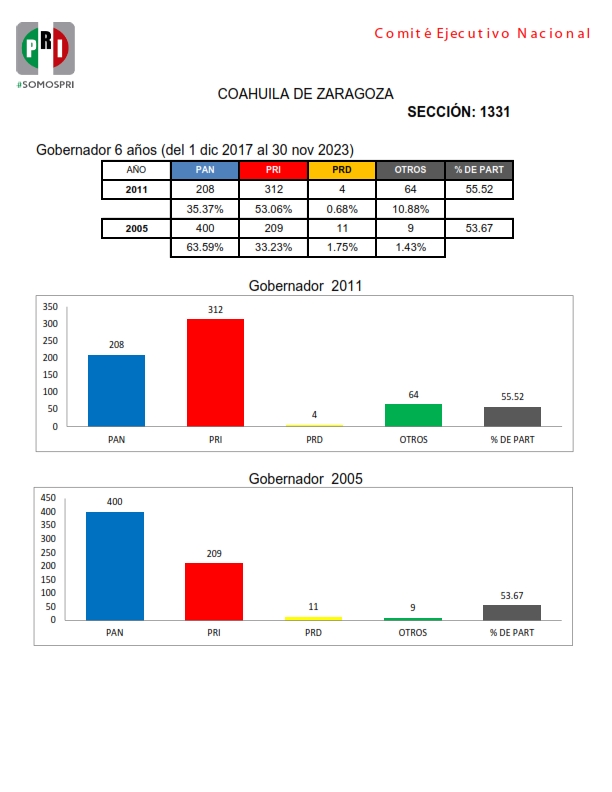 Comité Ejecutivo Nacional
PRI
#SOMOSPRI
COAHUILA DE ZARAGOZA
SECCIÓN: 1331
Gobernador 6 años (del 1 dic 2017 al 30 nov 2023)
AÑO PAN PRI PRD OTROS % DE PART
2011 208 312 4 64 55.52
35.37% 53.06% 0.68% 10.88%
2005 400 209 11 9 53.67
63.59% 33.23% 1.75% 1.43%
Gobernador 2011
350
300
250
200
150
100
50
0
208
312
4
64
55.52
PAN PRI PRD OTROS % DE PART
Gobernador 2005
450
400
350
300
250
200
150
100
50
0
400
209
11
9
53.67
PAN PRI PRD OTROS % DE PART